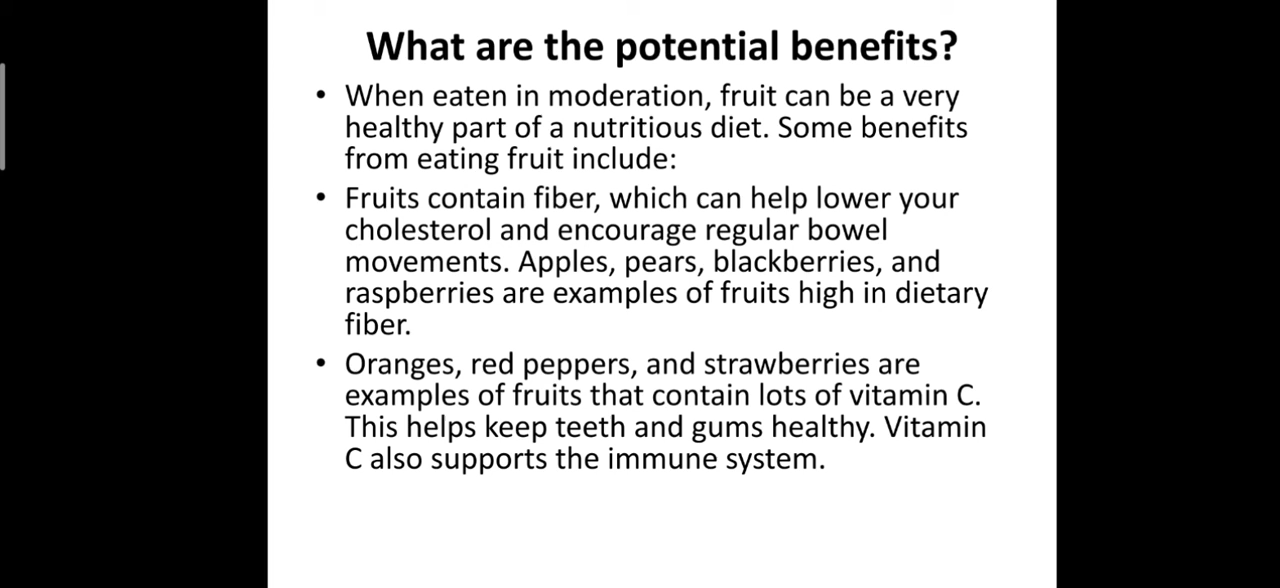 What are the potential benefits?
• When eaten in moderation, fruit can be a very
healthy part of a nutritious diet. Some benefits
from eating fruit include:
• Fruits contain fiber, which can help lower your
cholesterol and encourage regular bowel
movements. Apples, pears, blackberries, and
raspberries are examples of fruits high in dietary
fiber.
• Oranges, red peppers, and strawberries are
examples of fruits that contain lots of vitamin C.
This helps keep teeth and gums healthy. Vitamin
C also supports the immune system.